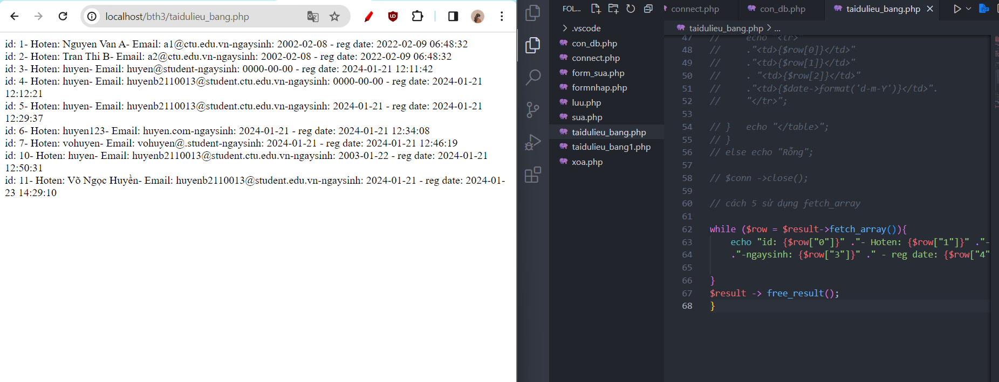 localhost/bth3/taidulieu_bang.php
id: 1- Hoten: Nguyen Van A- Email: a1@ctu.edu.vn-ngaysinh: 2002-02-08 - reg date: 2022-02-09 06:48:32
id: 2- Hoten: Tran Thi B- Email: a2@ctu.edu.vn-ngaysinh: 2002-02-08 - reg date: 2022-02-09 06:48:32
id: 3- Hoten: huyen- Email: huyen@student-ngaysinh: 0000-00-00 - reg date: 2024-01-21 12:11:42
id: 4- Hoten: huyen- Email: huyenb2110013@student.ctu.edu.vn-ngaysinh: 0000-00-00 - reg date: 2024-01-21
12:12:21
id: 5- Hoten: huyen- Email: huyenb2110013@student.ctu.edu.vn-ngaysinh: 2024-01-21 - reg date: 2024-01-21
12:29:37
id: 6- Hoten: huyen123- Email: huyen.com-ngaysinh: 2024-01-21 - reg date: 2024-01-21 12:34:08
id: 7- Hoten: vohuyen- Email: vohuyen@.student-ngaysinh: 2024-01-21 - reg date: 2024-01-21 12:46:19
id: 10- Hoten: huyen- Email: huyenb2110013@student.ctu.edu.vn-ngaysinh: 2003-01-22 - reg date: 2024-01-21
12:50:31
id: 11- Hoten: Võ Ngọc Huyền- Email: huyenb2110013@student.edu.vn-ngaysinh: 2024-01-21 - reg date: 2024-01-
23 14:29:10
FOL...
.vscode
con_db.php
connect.php
form_sua.php
formnhap.php
luu.php
sua.php
taidulieu_bang.php
taidulieu_bang1.php
xoa.php
connect.php
con_db.php
taidulieu_bang.php
taidulieu_bang.php > ...
47 // echo "<tr>"
48 // ."<td>{$row[0]}</td>"
49 // ."<td>{$row[1]}</td>"
50 // . "<td>{$row[2]}</td>"
51 // ."<td>{$date->format('d-m-Y')}</td>".
52 // "</tr>";
53
54 // } echo "</table>";
55 // }
56 // else echo "Rỗng";
57
58 // $conn ->close();
59
60 // cách 5 sử dụng fetch_array
61
62 while ($row = $result->fetch_array()){
63 echo "id: {$row["0"]}" ."- Hoten: {$row["1"]}" ."-
64 ."-ngaysinh: {$row["3"]}" ." - reg date: {$row["4"
65
66 }
67 $result -> free_result();
68 }